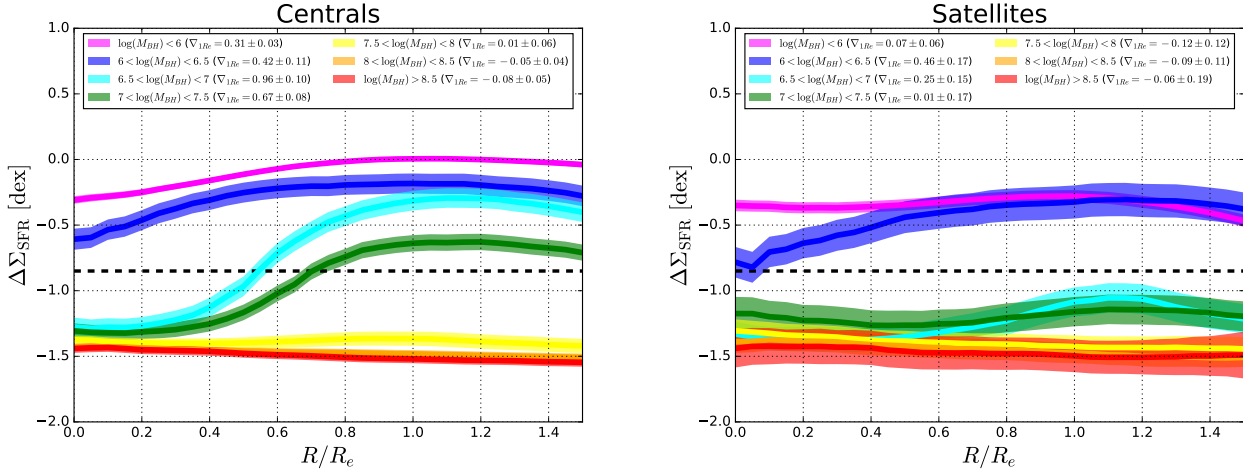 Centrals
log(M_BH) < 6 (∇_1Re = 0.31 ± 0.03)
6 < log(M_BH) < 6.5 (∇_1Re = 0.42 ± 0.11)
6.5 < log(M_BH) < 7 (∇_1Re = 0.96 ± 0.10)
7 < log(M_BH) < 7.5 (∇_1Re = 0.67 ± 0.08)
7.5 < log(M_BH) < 8 (∇_1Re = 0.01 ± 0.06)
8 < log(M_BH) < 8.5 (∇_1Re = −0.05 ± 0.04)
log(M_BH) > 8.5 (∇_1Re = −0.08 ± 0.05)
1.0
0.5
0.0
−0.5
−1.0
−1.5
−2.0
ΔΣ_SFR [dex]
0.0 0.2 0.4 0.6 0.8 1.0 1.2 1.4
R/R_e
Satellites
log(M_BH) < 6 (∇_1Re = 0.07 ± 0.06)
6 < log(M_BH) < 6.5 (∇_1Re = 0.46 ± 0.17)
6.5 < log(M_BH) < 7 (∇_1Re = 0.25 ± 0.15)
7 < log(M_BH) < 7.5 (∇_1Re = 0.01 ± 0.17)
7.5 < log(M_BH) < 8 (∇_1Re = −0.12 ± 0.12)
8 < log(M_BH) < 8.5 (∇_1Re = −0.09 ± 0.11)
log(M_BH) > 8.5 (∇_1Re = −0.06 ± 0.19)
1.0
0.5
0.0
−0.5
−1.0
−1.5
−2.0
ΔΣ_SFR [dex]
0.0 0.2 0.4 0.6 0.8 1.0 1.2 1.4
R/R_e